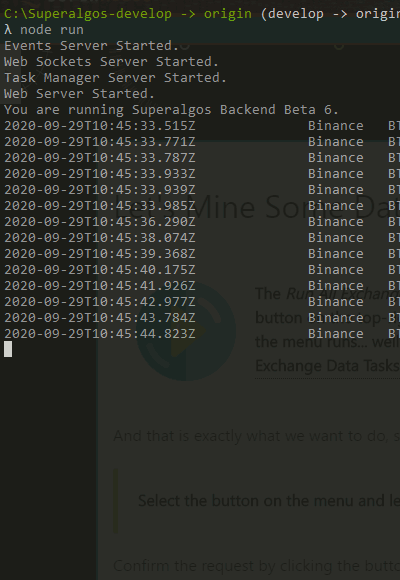 C:\Superalgos-develop -> origin (develop -> origin
λ node run
Events Server Started.
Web Sockets Server Started.
Task Manager Server Started.
Web Server Started.
You are running Superalgos Backend Beta 6.
2020-09-29T10:45:33.515Z Binance BT
2020-09-29T10:45:33.771Z Binance BT
2020-09-29T10:45:33.787Z Binance BT
2020-09-29T10:45:33.933Z Binance BT
2020-09-29T10:45:33.939Z Binance BT
2020-09-29T10:45:33.985Z Binance BT
2020-09-29T10:45:36.290Z Binance BT
2020-09-29T10:45:38.074Z Binance BT
2020-09-29T10:45:39.368Z Binance BT
2020-09-29T10:45:40.175Z Binance BT
2020-09-29T10:45:41.926Z Binance BT
2020-09-29T10:45:42.977Z Binance BT
2020-09-29T10:45:43.784Z Binance BT
2020-09-29T10:45:44.823Z Binance BT
Let's Mine Some Da
The Run All Exchan
button
the menu runs... wel
Exchange Data Tasks
And that is exactly what we want to do, s
Select the button on the menu and le
Confirm the request by clicking the butt